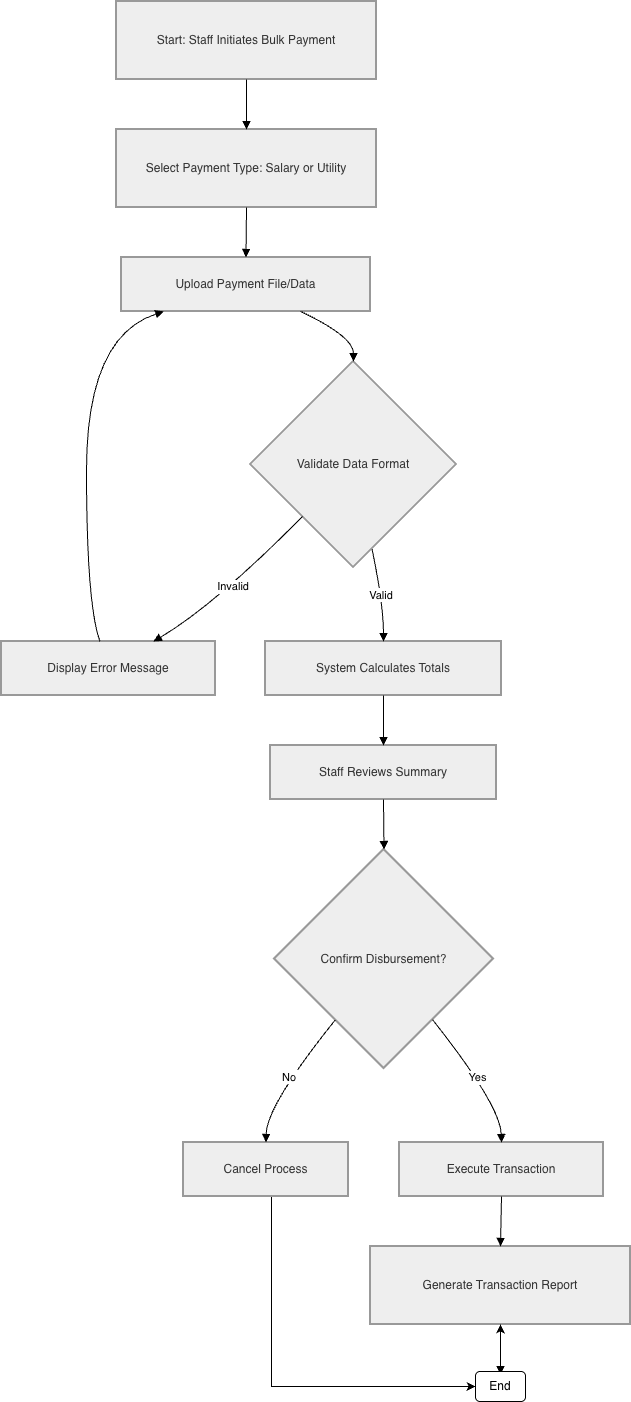 Start: Staff Initiates Bulk Payment
Select Payment Type: Salary or Utility
Upload Payment File/Data
Validate Data Format
Invalid
Valid
Display Error Message
System Calculates Totals
Staff Reviews Summary
Confirm Disbursement?
No
Yes
Cancel Process
Execute Transaction
Generate Transaction Report
End